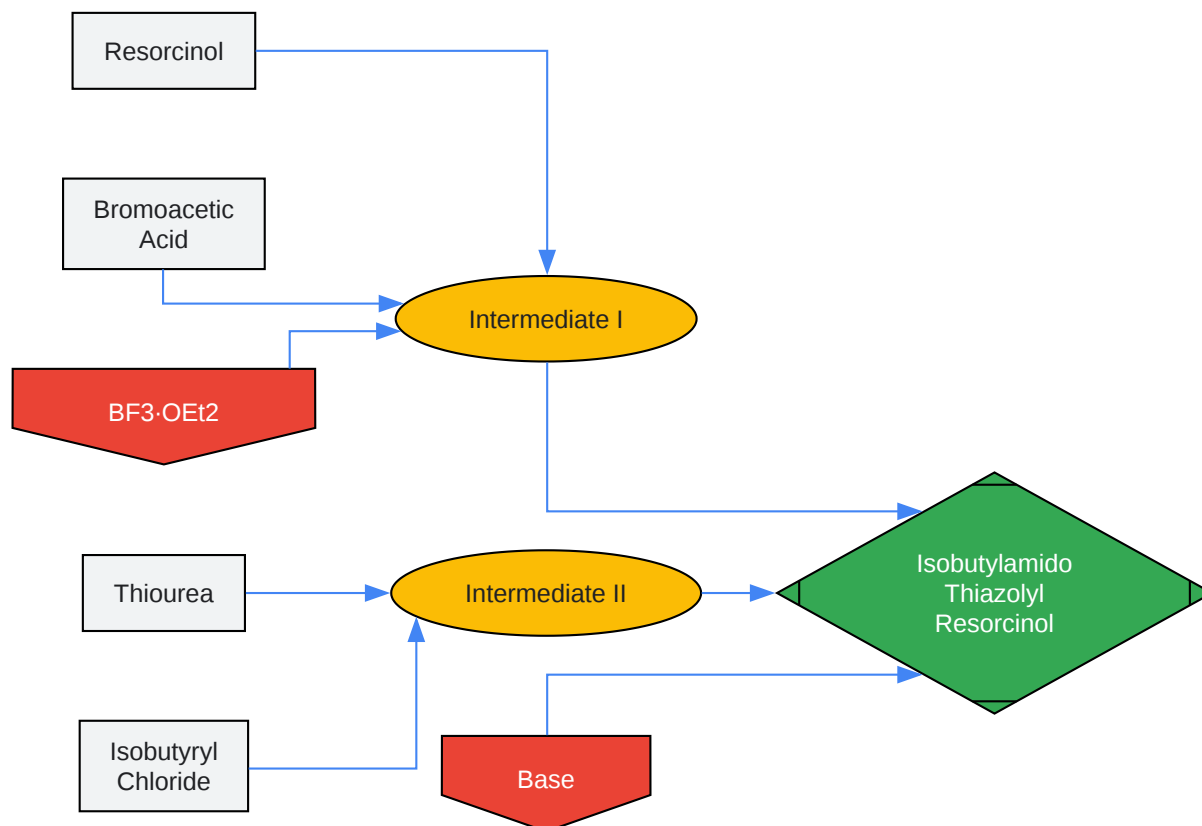 Resorcinol
Bromoacetic
Acid
Intermediate I
BF3·OEt2
Thiourea
Intermediate II
Isobutylamido
Thiazolyl
Resorcinol
Isobutyryl
Chloride
Base